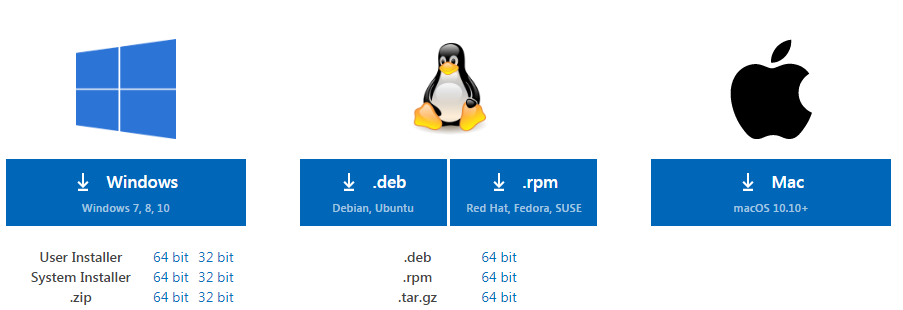 Windows
Windows 7, 8, 10
.deb
Debian, Ubuntu
.rpm
Red Hat, Fedora, SUSE
Mac
macOS 10.10+
User Installer 64 bit 32 bit
System Installer 64 bit 32 bit
.zip 64 bit 32 bit
.deb 64 bit
.rpm 64 bit
.tar.gz 64 bit